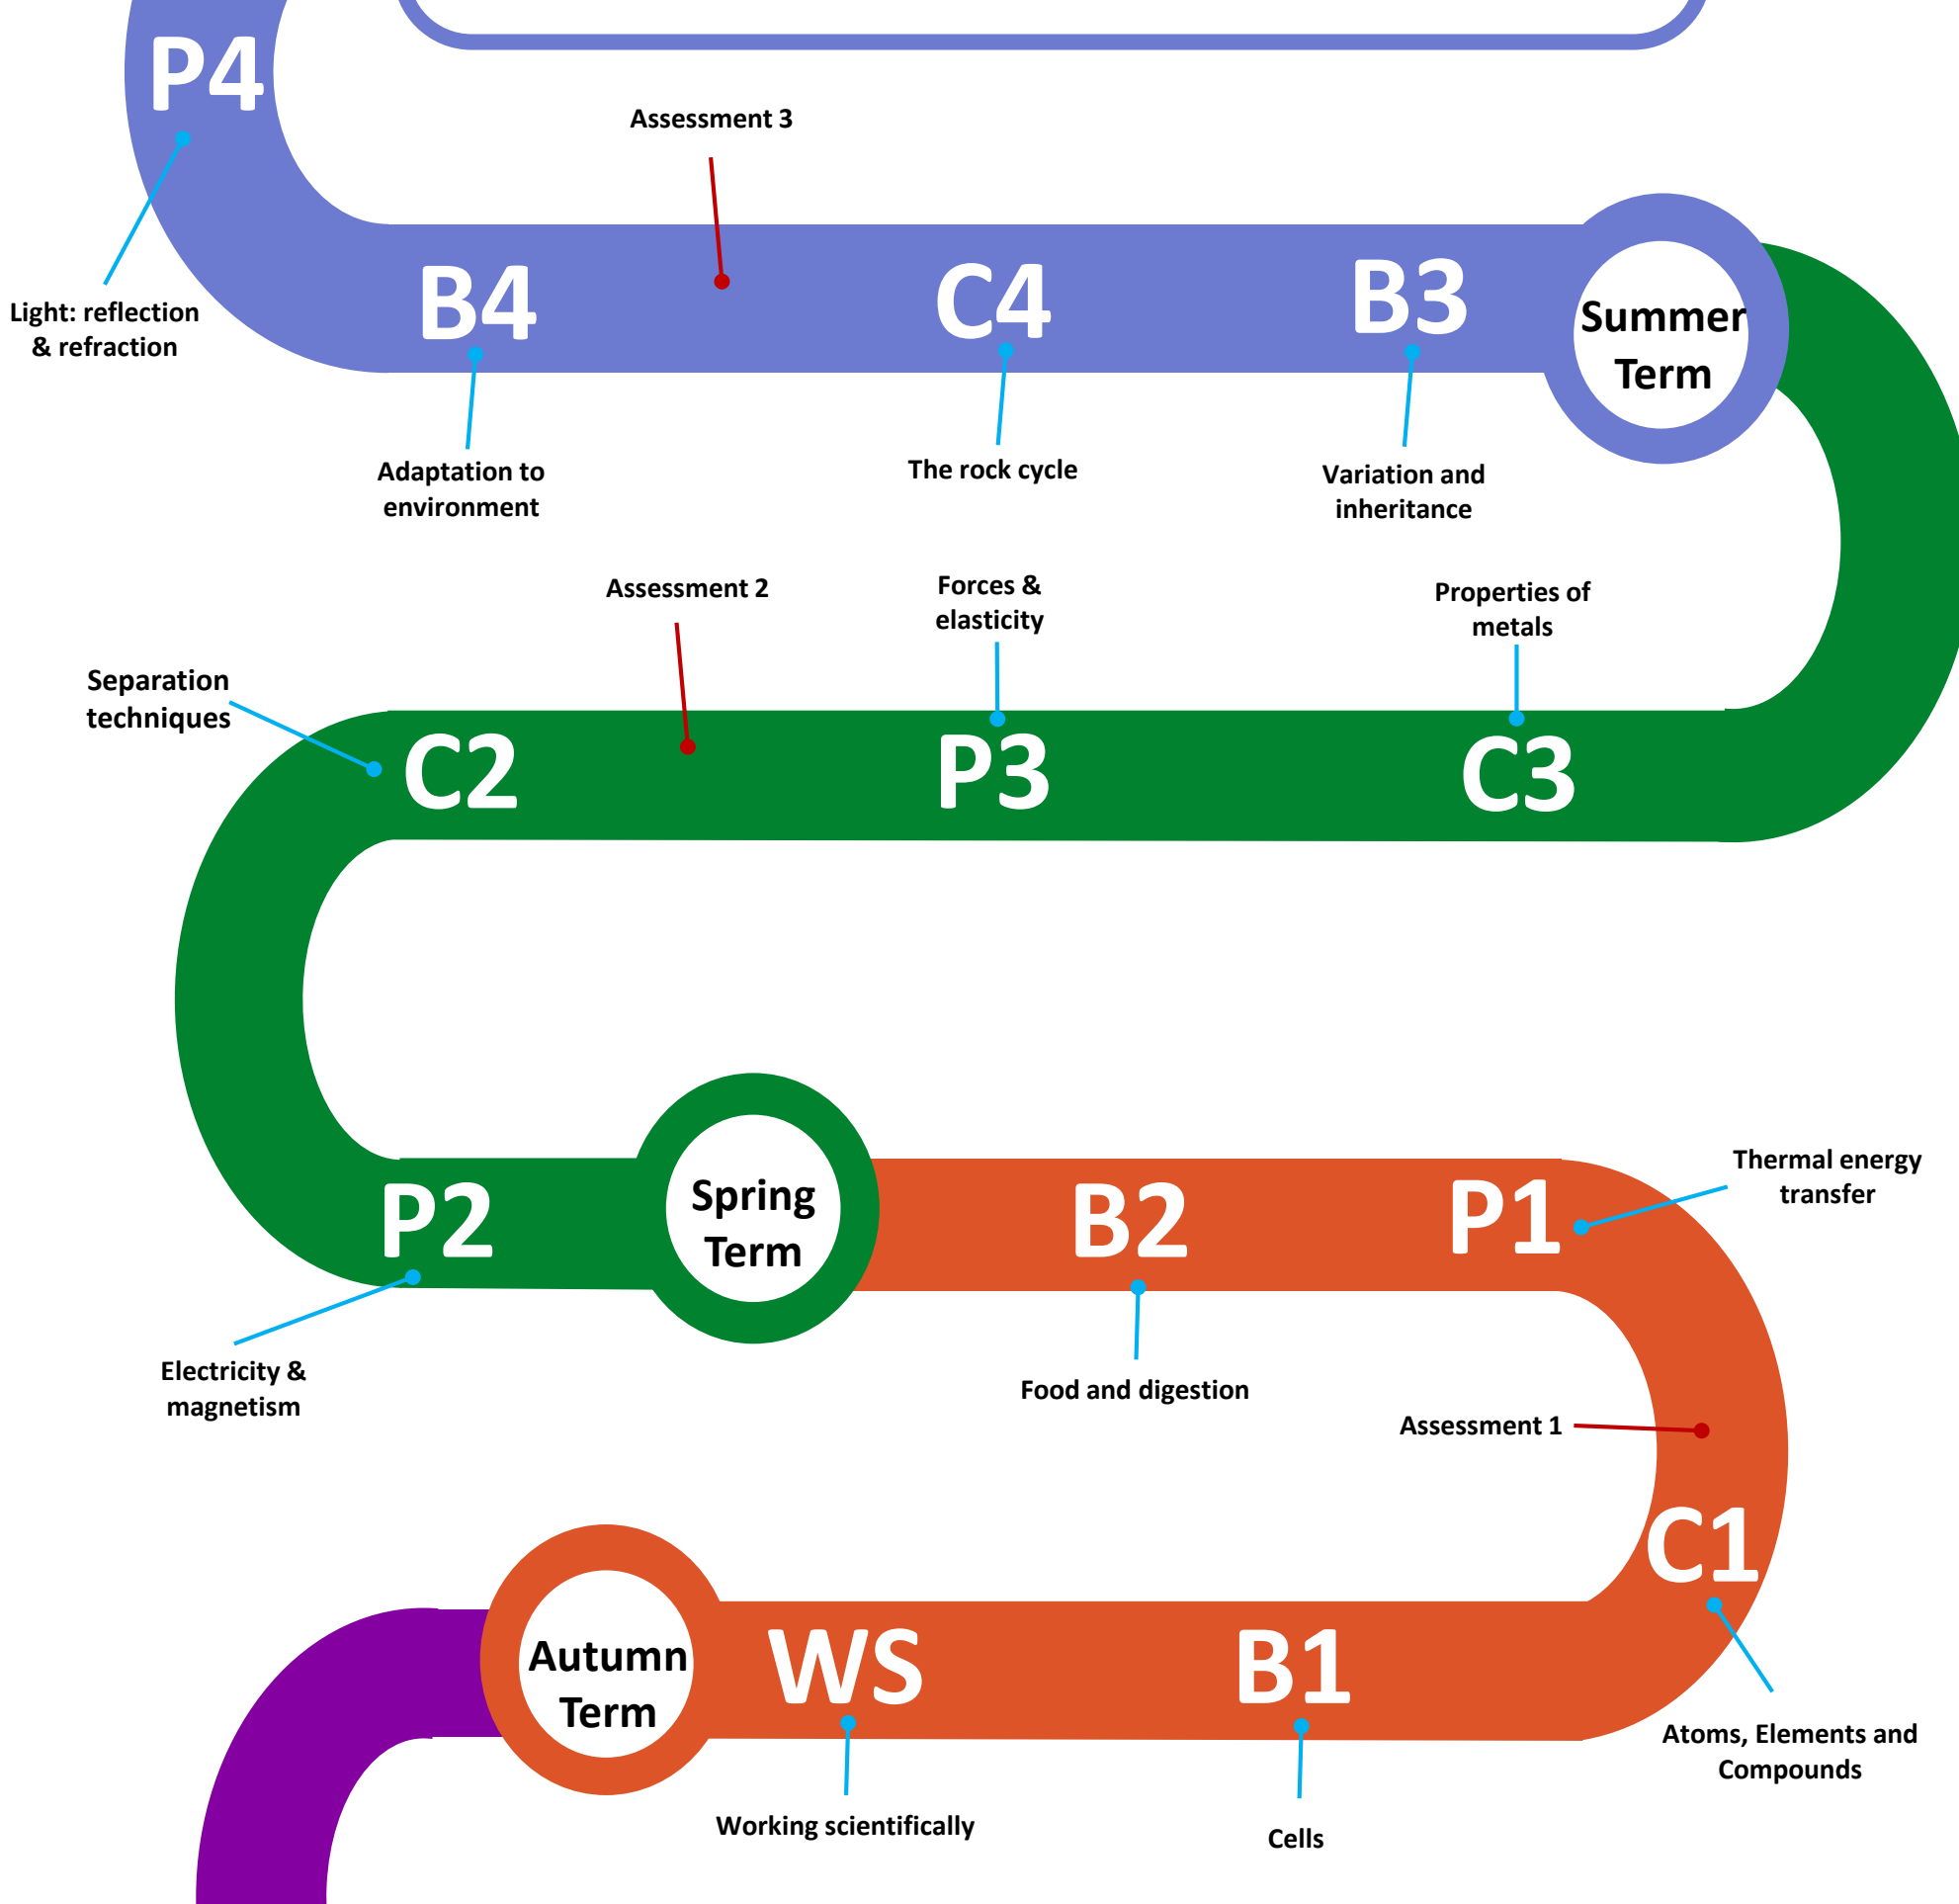 P4
Assessment 3
Light: reflection
& refraction
B4
C4
B3
Summer
Term
Adaptation to
environment
The rock cycle
Variation and
inheritance
Assessment 2
Forces &
elasticity
Properties of
metals
Separation
techniques
C2
P3
C3
P2
Spring
Term
B2
P1
Thermal energy
transfer
Electricity &
magnetism
Food and digestion
Assessment 1
C1
Autumn
Term
WS
B1
Atoms, Elements and
Compounds
Working scientifically
Cells